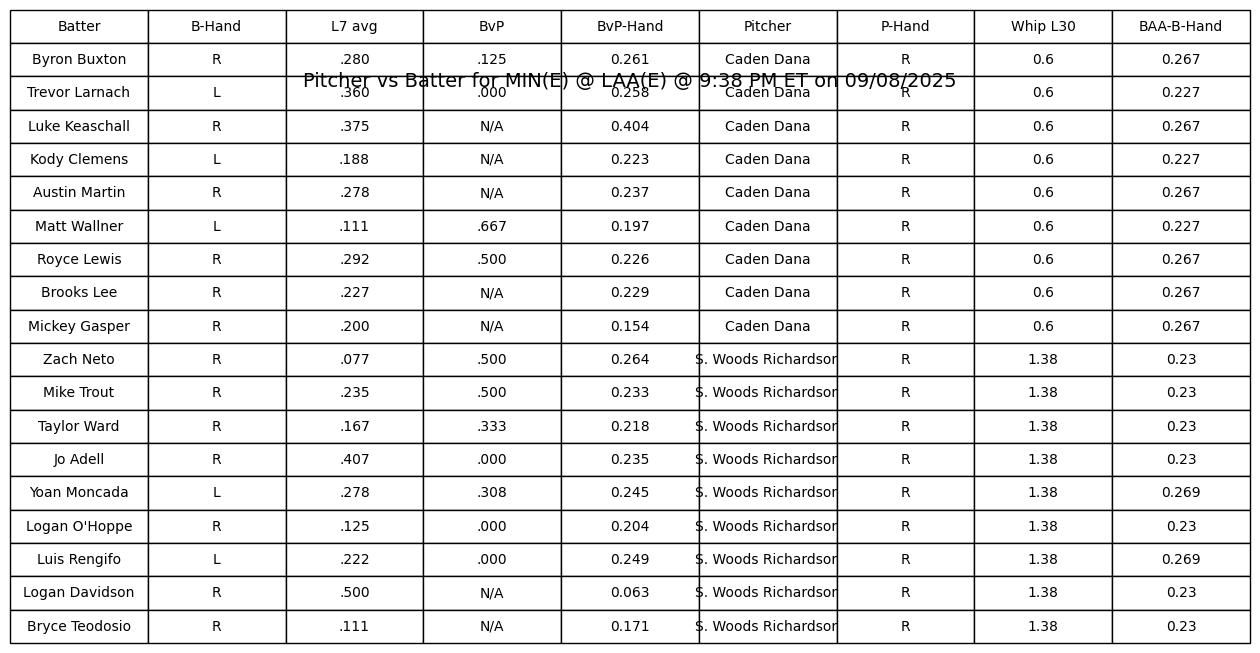 Batter B-Hand L7 avg BvP BvP-Hand Pitcher P-Hand Whip L30 BAA-B-Hand
Byron Buxton R .280 .125 0.261 Caden Dana R 0.6 0.267
Pitcher vs Batter for MIN(E) @ LAA(E) @ 9:38 PM ET on 09/08/2025
Trevor Larnach L .360 .000 0.258 Caden Dana R 0.6 0.227
Luke Keaschall R .375 N/A 0.404 Caden Dana R 0.6 0.267
Kody Clemens L .188 N/A 0.223 Caden Dana R 0.6 0.227
Austin Martin R .278 N/A 0.237 Caden Dana R 0.6 0.267
Matt Wallner L .111 .667 0.197 Caden Dana R 0.6 0.227
Royce Lewis R .292 .500 0.226 Caden Dana R 0.6 0.267
Brooks Lee R .227 N/A 0.229 Caden Dana R 0.6 0.267
Mickey Gasper R .200 N/A 0.154 Caden Dana R 0.6 0.267
Zach Neto R .077 .500 0.264 S. Woods Richardson R 1.38 0.23
Mike Trout R .235 .500 0.233 S. Woods Richardson R 1.38 0.23
Taylor Ward R .167 .333 0.218 S. Woods Richardson R 1.38 0.23
Jo Adell R .407 .000 0.235 S. Woods Richardson R 1.38 0.23
Yoan Moncada L .278 .308 0.245 S. Woods Richardson R 1.38 0.269
Logan O'Hoppe R .125 .000 0.204 S. Woods Richardson R 1.38 0.23
Luis Rengifo L .222 .000 0.249 S. Woods Richardson R 1.38 0.269
Logan Davidson R .500 N/A 0.063 S. Woods Richardson R 1.38 0.23
Bryce Teodosio R .111 N/A 0.171 S. Woods Richardson R 1.38 0.23